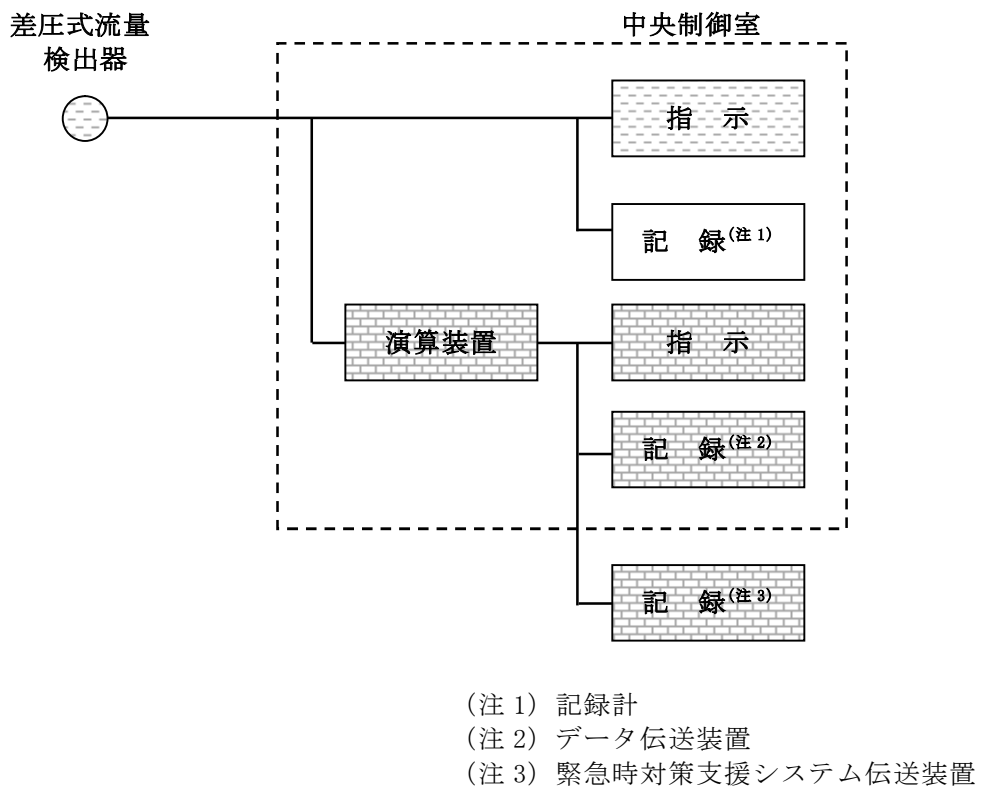 差圧式流量
検出器
中央制御室
指 示
記 録(注1)
演算装置
指 示
記 録(注2)
記 録(注3)
(注1) 記録計
(注2) データ伝送装置
(注3) 緊急時対策支援システム伝送装置